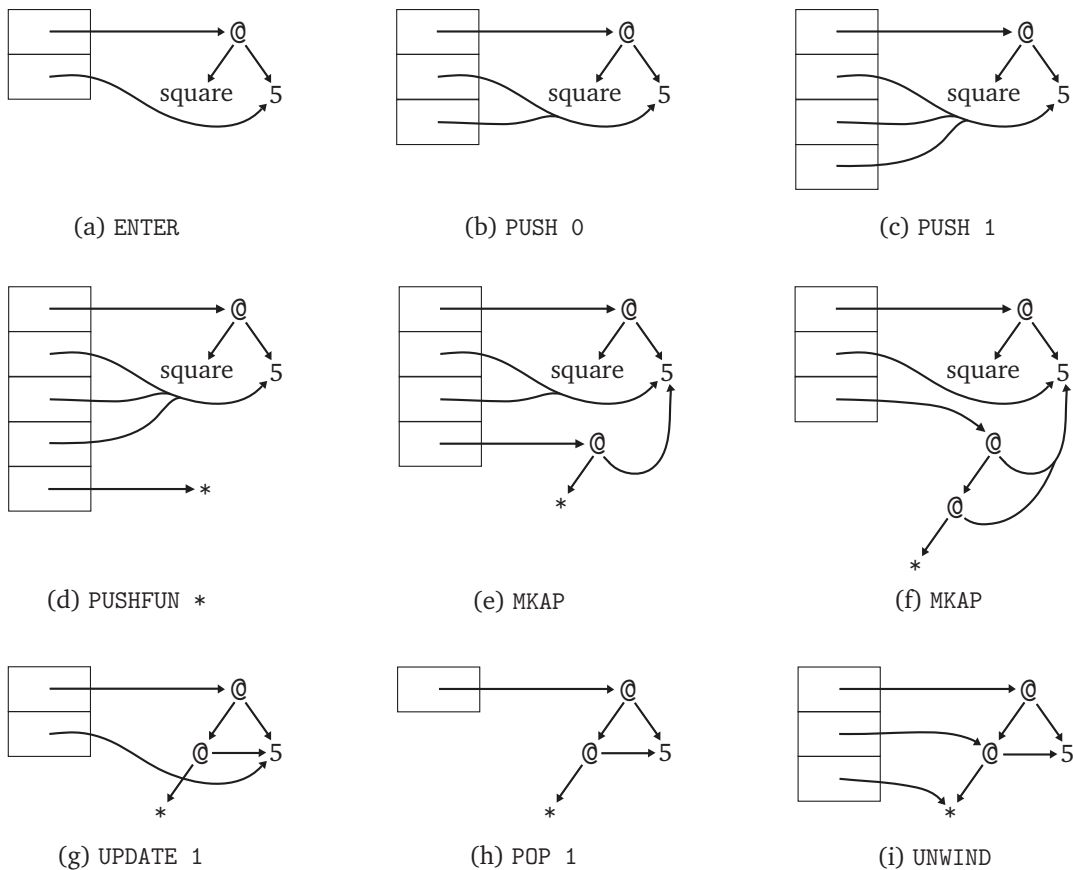 @
square 5
(a) ENTER
@
square 5
(b) PUSH 0
@
square 5
(c) PUSH 1
@
square 5
*
(d) PUSHFUN *
@
square 5
@
*
(e) MKAP
@
square 5
@
@
*
(f) MKAP
@
@ 5
*
(g) UPDATE 1
@
@ 5
*
(h) POP 1
@
@ 5
*
(i) UNWIND